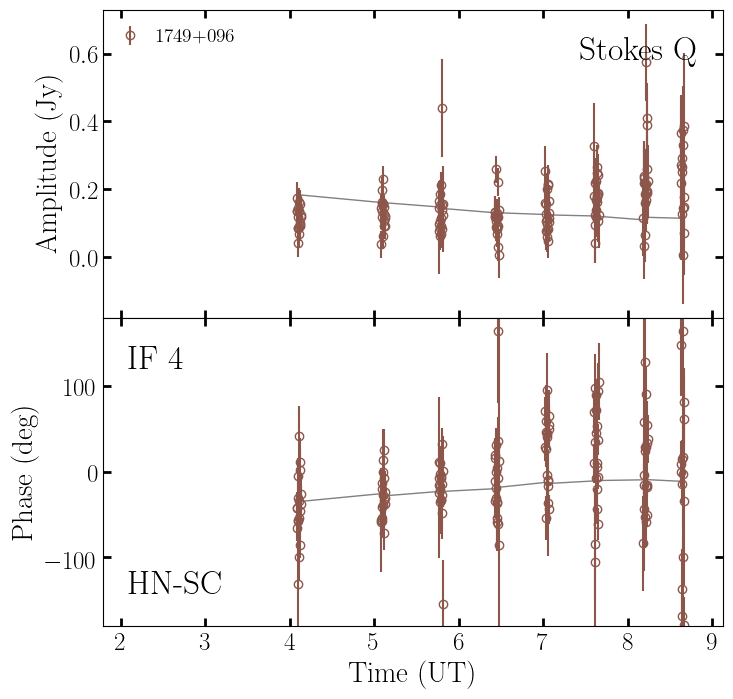 1749+096
Stokes Q
0.6
0.4
0.2
0.0
Amplitude (Jy)
IF 4
100
0
−100
Phase (deg)
HN-SC
2 3 4 5 6 7 8 9
Time (UT)